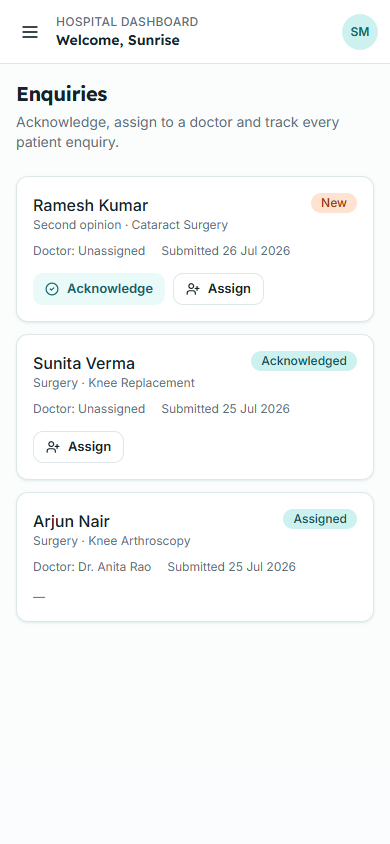 HOSPITAL DASHBOARD
Welcome, Sunrise
SM
Enquiries
Acknowledge, assign to a doctor and track every
patient enquiry.
Ramesh Kumar
New
Second opinion · Cataract Surgery
Doctor: Unassigned Submitted 26 Jul 2026
Acknowledge Assign
Sunita Verma
Acknowledged
Surgery · Knee Replacement
Doctor: Unassigned Submitted 25 Jul 2026
Assign
Arjun Nair
Assigned
Surgery · Knee Arthroscopy
Doctor: Dr. Anita Rao Submitted 25 Jul 2026
—